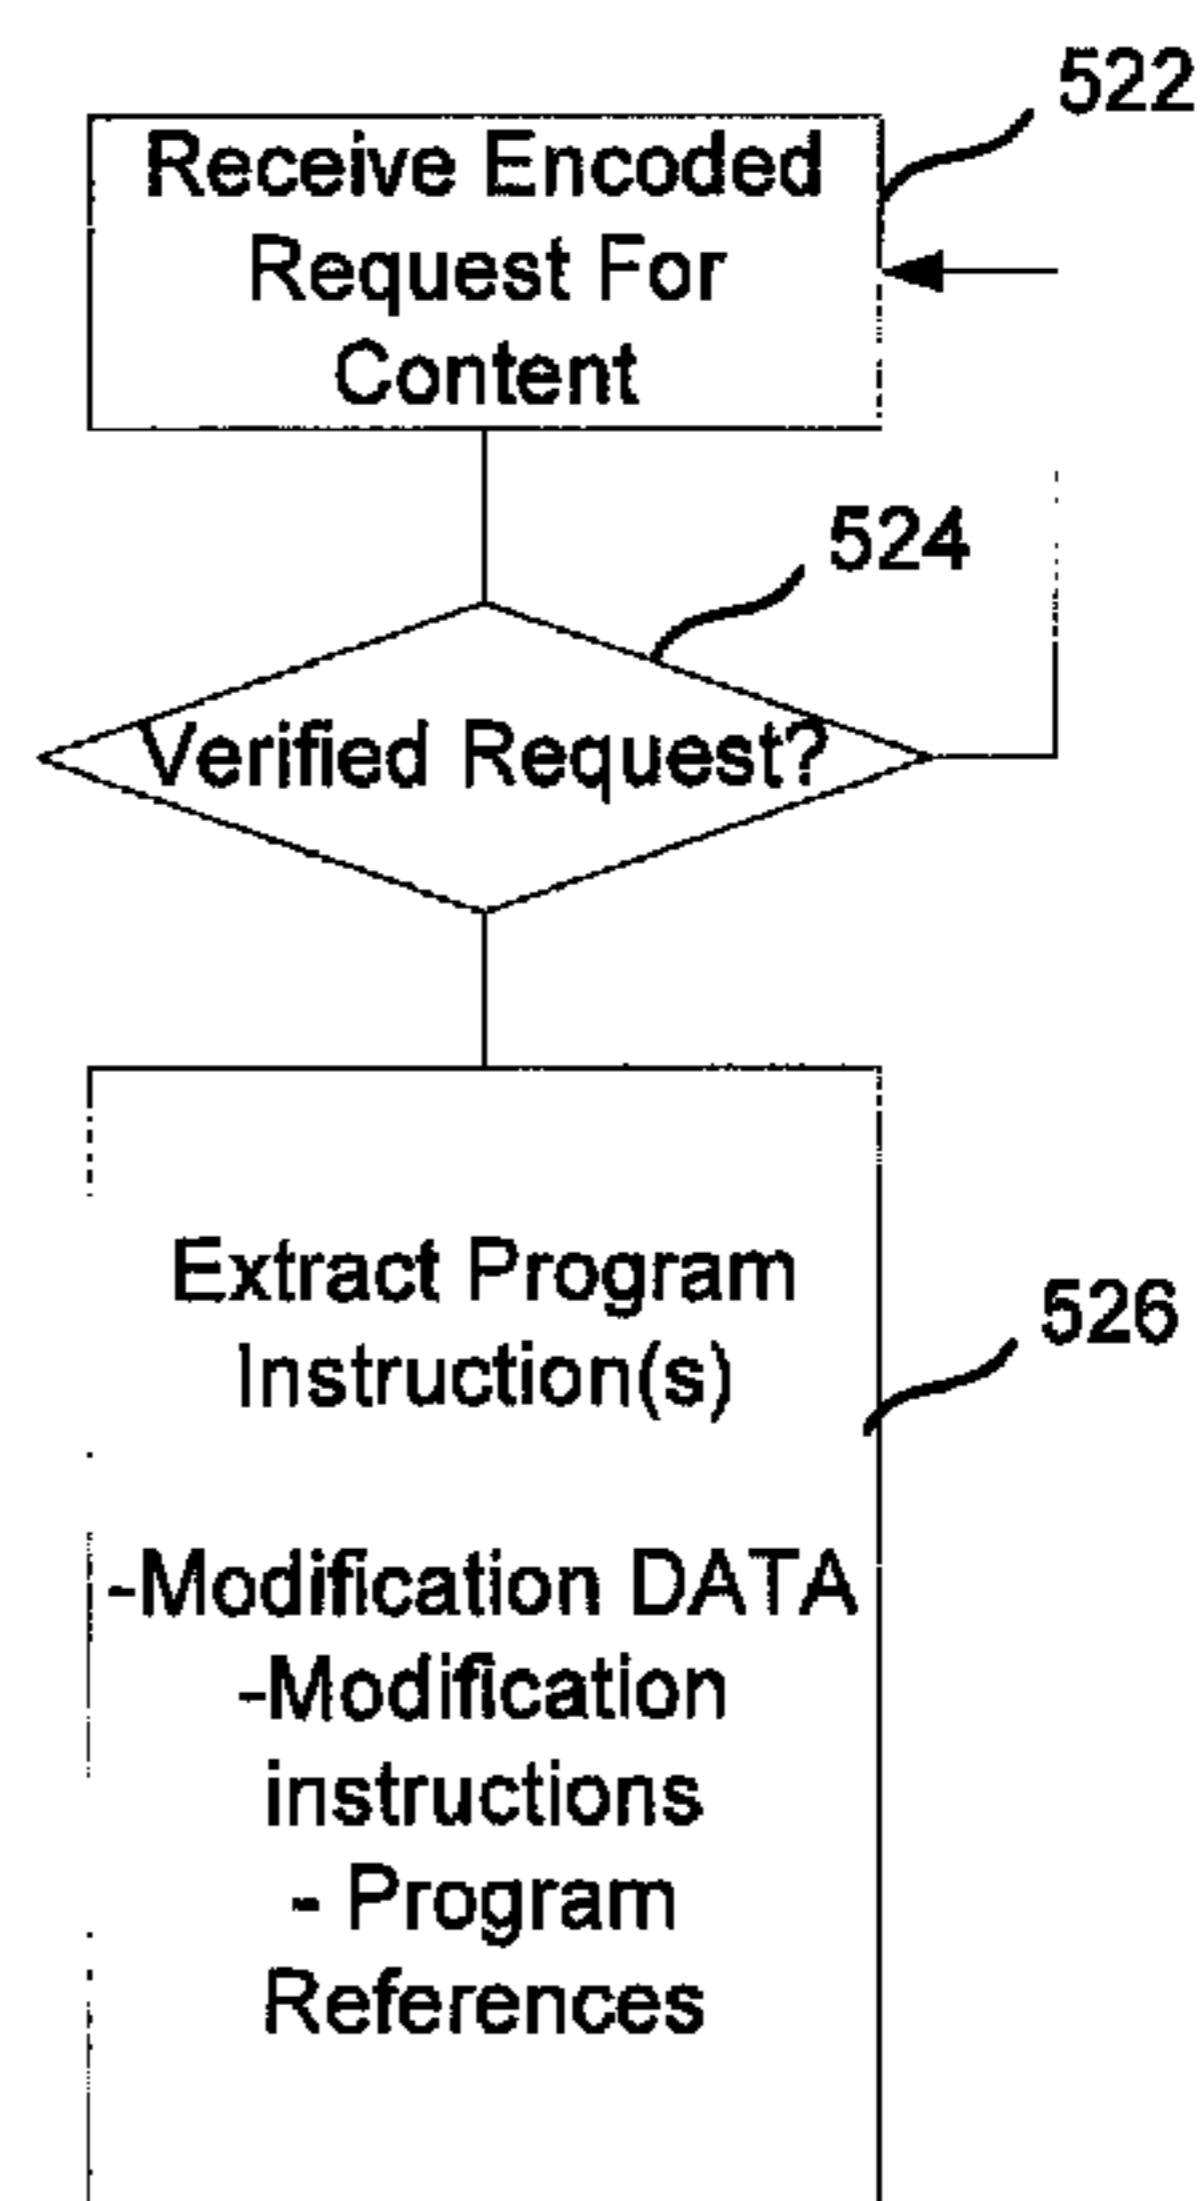 522
Receive Encoded
Request For
Content
524
Verified Request?
Extract Program
Instruction(s)
526
-Modification DATA
-Modification
instructions
- Program
References